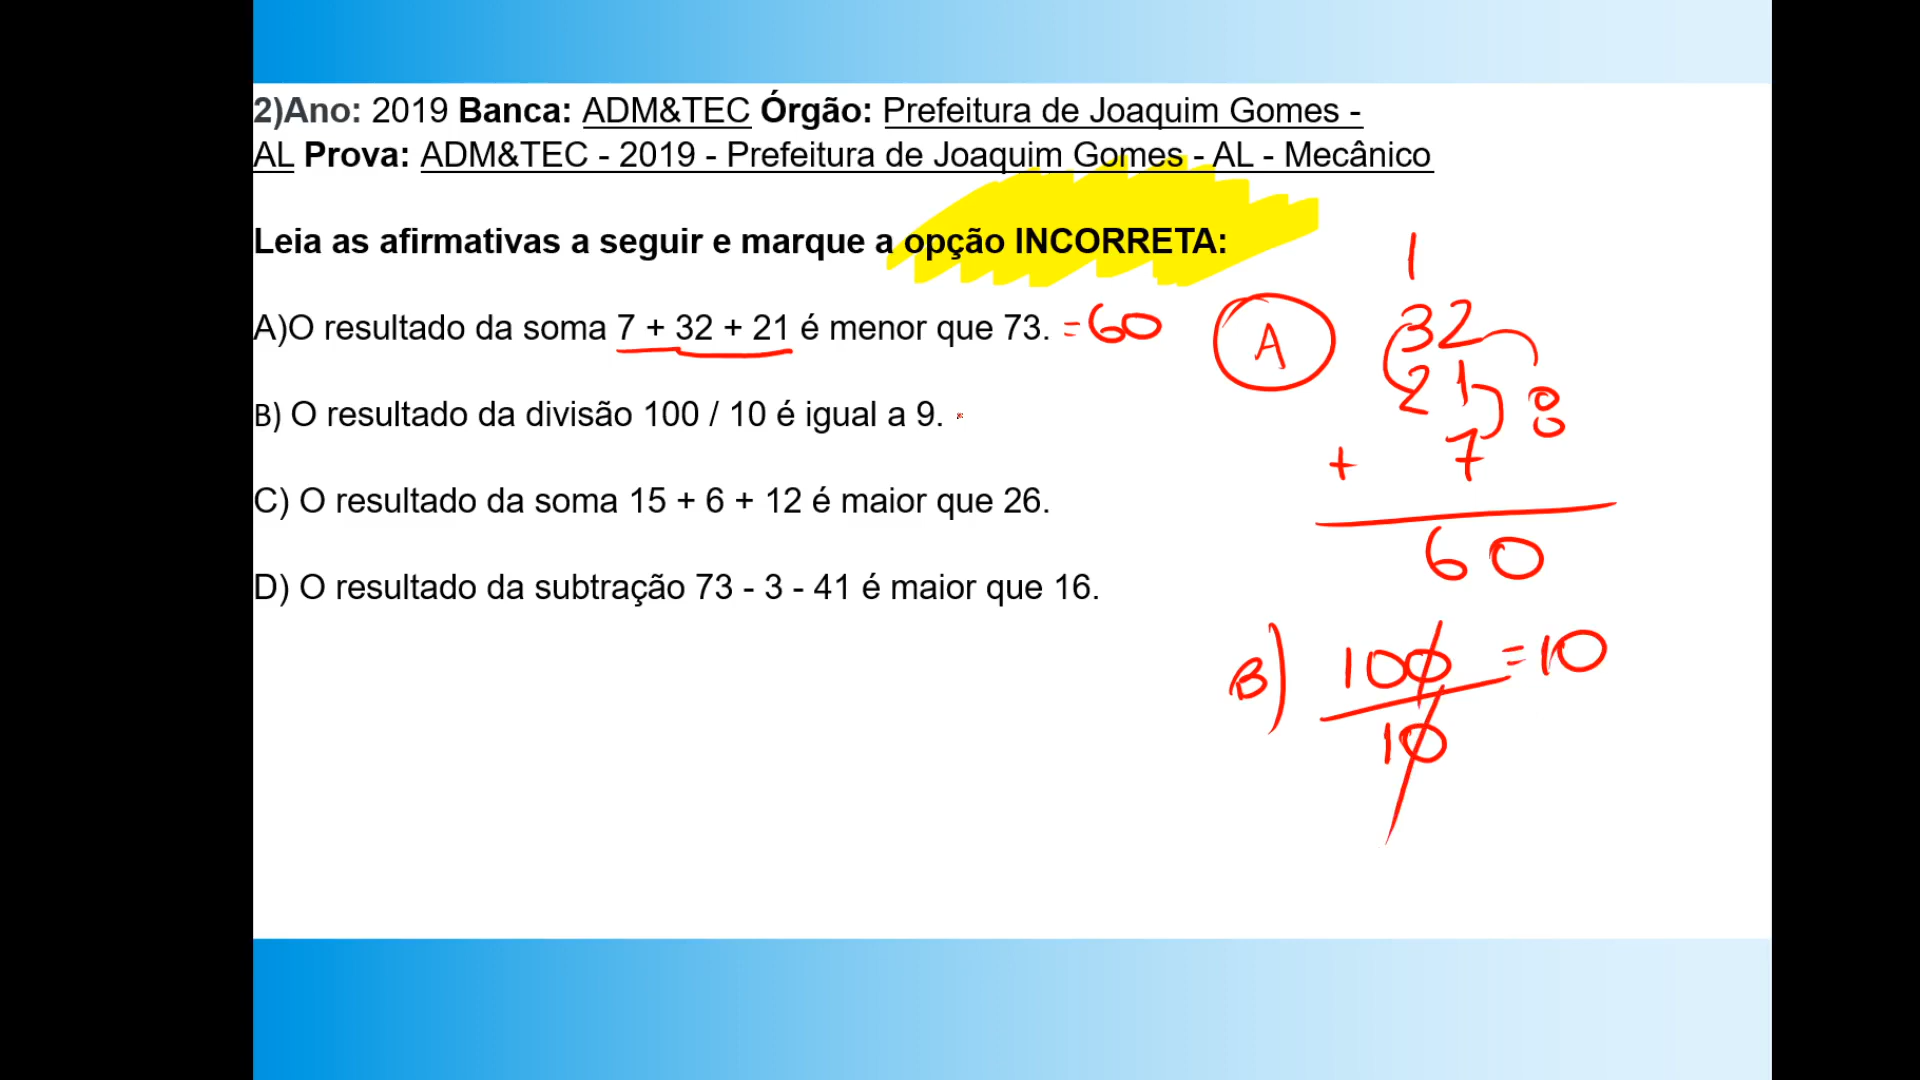 2)Ano: 2019 Banca: ADM&TEC Órgão: Prefeitura de Joaquim Gomes -
AL Prova: ADM&TEC - 2019 - Prefeitura de Joaquim Gomes - AL - Mecânico
Leia as afirmativas a seguir e marque a opção INCORRETA:
A)O resultado da soma 7 + 32 + 21 é menor que 73. = 60
B) O resultado da divisão 100 / 10 é igual a 9.
C) O resultado da soma 15 + 6 + 12 é maior que 26.
D) O resultado da subtração 73 - 3 - 41 é maior que 16.
A
1
32
21
8
+ 7
60
B) 100 = 10
10